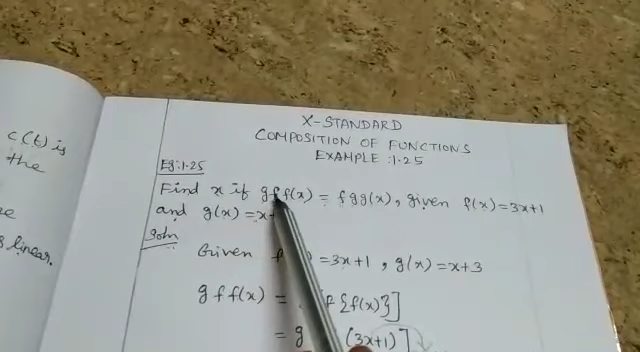 c(t) is
the
s linear.
X-STANDARD
COMPOSITION OF FUNCTIONS
EXAMPLE :1.25
Eg:1.25
Find x if gff(x) = fgg(x), given f(x)=3x+1
and g(x) =x+
Soln
Given =3x+1 , g(x)=x+3
gff(x) = {f(x)}]
= g (3x+1)]